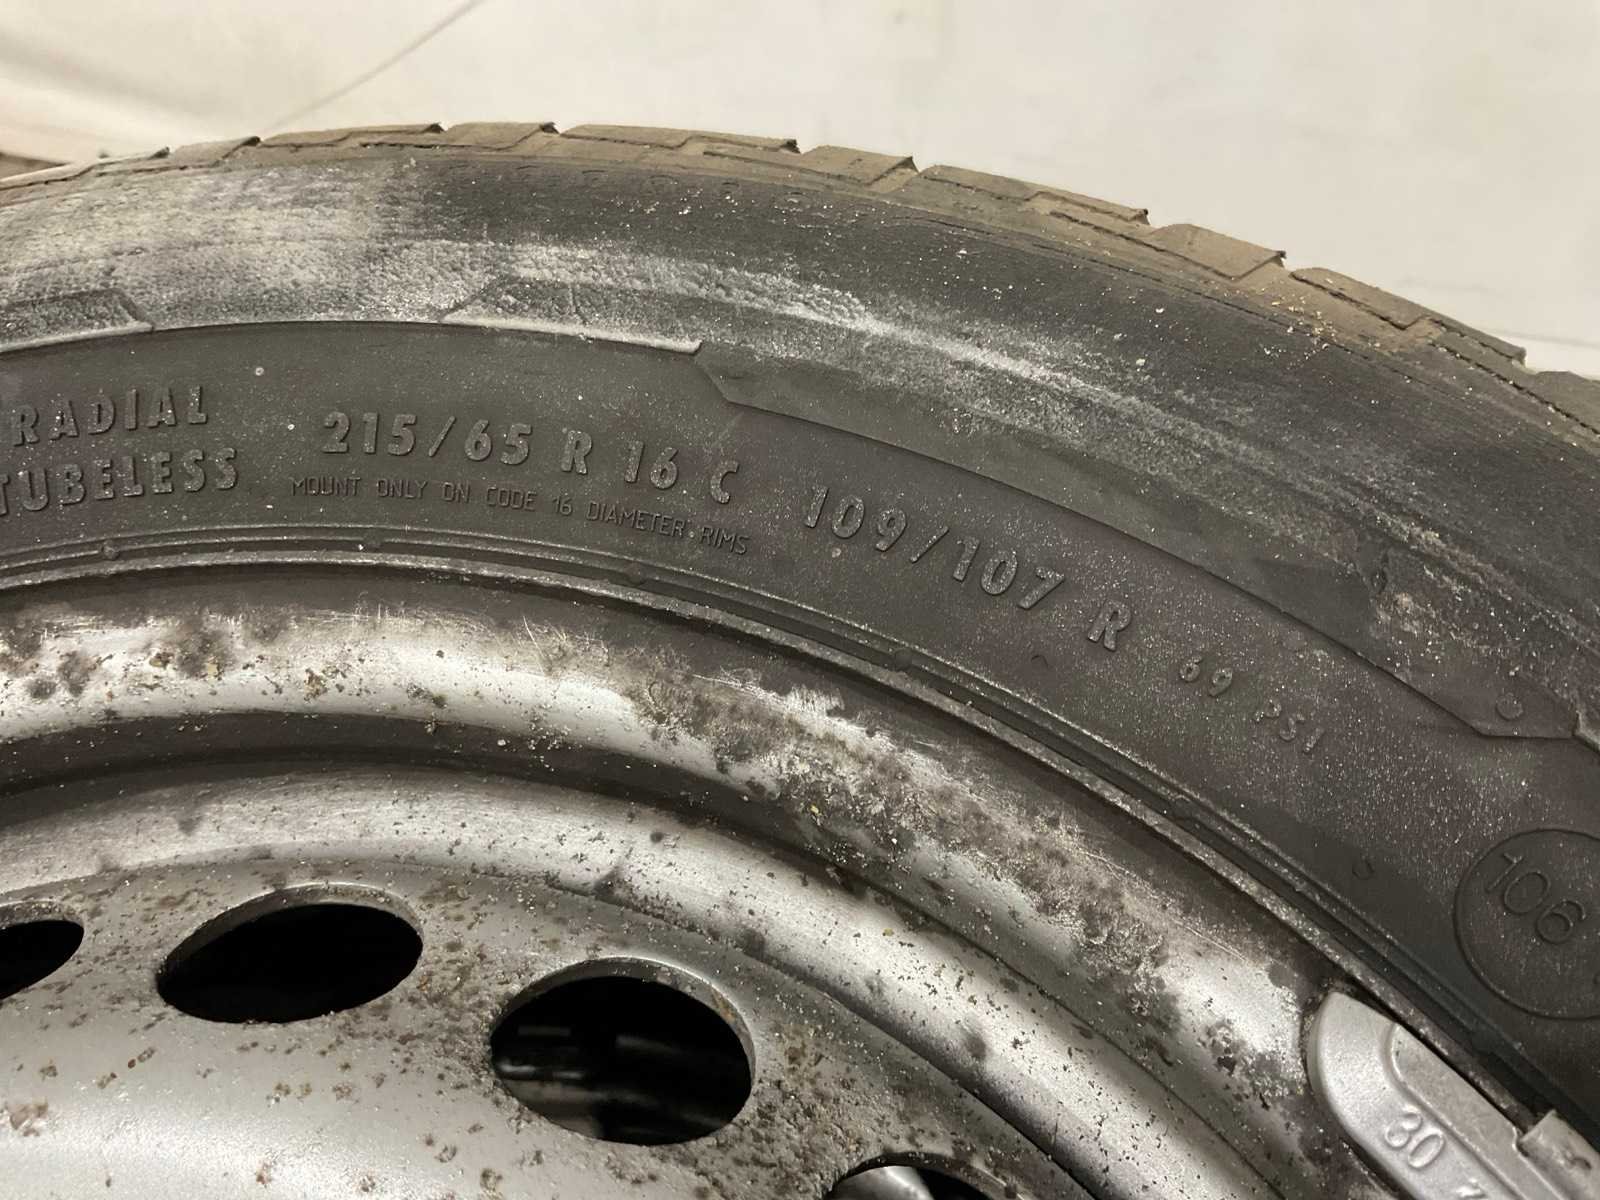 RADIAL
TUBELESS
215/65 R 16 C 109/107 R 69 PSI
MOUNT ONLY ON CODE 16 DIAMETER RIMS
106
30